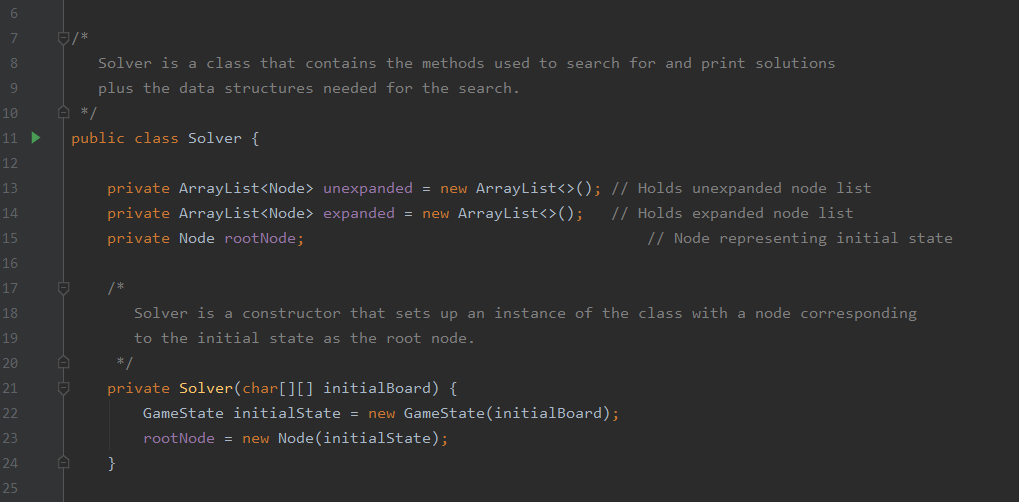 6
7 /*
8 Solver is a class that contains the methods used to search for and print solutions
9 plus the data structures needed for the search.
10 */
11 public class Solver {
12
13 private ArrayList<Node> unexpanded = new ArrayList<>(); // Holds unexpanded node list
14 private ArrayList<Node> expanded = new ArrayList<>(); // Holds expanded node list
15 private Node rootNode; // Node representing initial state
16
17 /*
18 Solver is a constructor that sets up an instance of the class with a node corresponding
19 to the initial state as the root node.
20 */
21 private Solver(char[][] initialBoard) {
22 GameState initialState = new GameState(initialBoard);
23 rootNode = new Node(initialState);
24 }
25